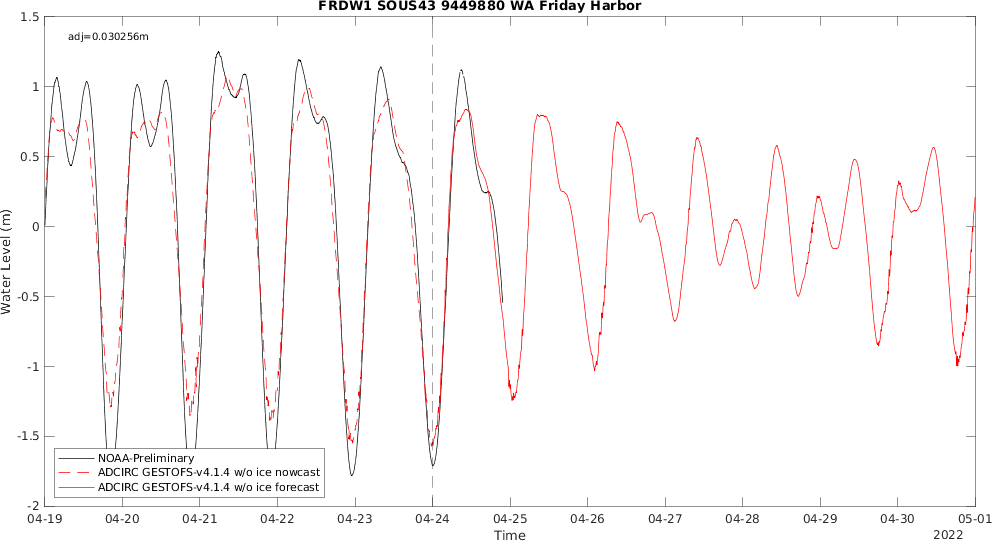 FRDW1 SOUS43 9449880 WA Friday Harbor
adj=0.030256m
1.5
1
0.5
0
-0.5
-1
-1.5
-2
Water Level (m)
NOAA-Preliminary
ADCIRC GESTOFS-v4.1.4 w/o ice nowcast
ADCIRC GESTOFS-v4.1.4 w/o ice forecast
04-19 04-20 04-21 04-22 04-23 04-24 04-25 04-26 04-27 04-28 04-29 04-30 05-01
Time
2022